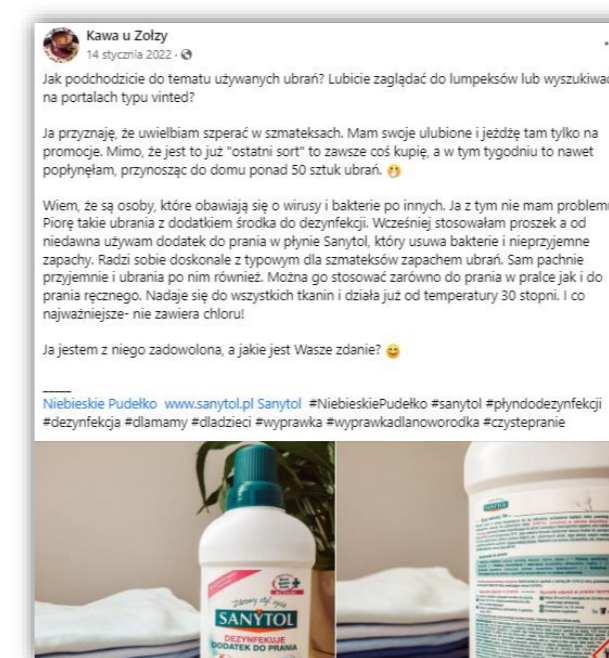 Kawa u Zołzy
14 stycznia 2022 ·
Jak podchodzicie do tematu używanych ubrań? Lubicie zaglądać do lumpeksów lub wyszukiwać
na portalach typu vinted?
Ja przyznaję, że uwielbiam szperać w szmateksach. Mam swoje ulubione i jeżdżę tam tylko na
promocje. Mimo, że jest to już "ostatni sort" to zawsze coś kupię, a w tym tygodniu to nawet
popłynęłam, przynosząc do domu ponad 50 sztuk ubrań. 🤭
Wiem, że są osoby, które obawiają się o wirusy i bakterie po innych. Ja z tym nie mam problemu
Piorę takie ubrania z dodatkiem środka do dezynfekcji. Wcześniej stosowałam proszek a od
niedawna używam dodatek do prania w płynie Sanytol, który usuwa bakterie i nieprzyjemne
zapachy. Radzi sobie doskonale z typowym dla szmateksów zapachem ubrań. Sam pachnie
przyjemnie i ubrania po nim również. Można go stosować zarówno do prania w pralce jak i do
prania ręcznego. Nadaje się do wszystkich tkanin i działa już od temperatury 30 stopni. I co
najważniejsze- nie zawiera chloru!
Ja jestem z niego zadowolona, a jakie jest Wasze zdanie? 😄
_____
Niebieskie Pudełko www.sanytol.pl Sanytol #NiebieskiePudełko #sanytol #płyndodezynfekcji
#dezynfekcja #dlamamy #dladzieci #wyprawka #wyprawkadlanoworodka #czystepranie
Zdrowy styl życia
SANYTOL
DEZYNFEKUJE
DODATEK DO PRANIA
SANYTOL